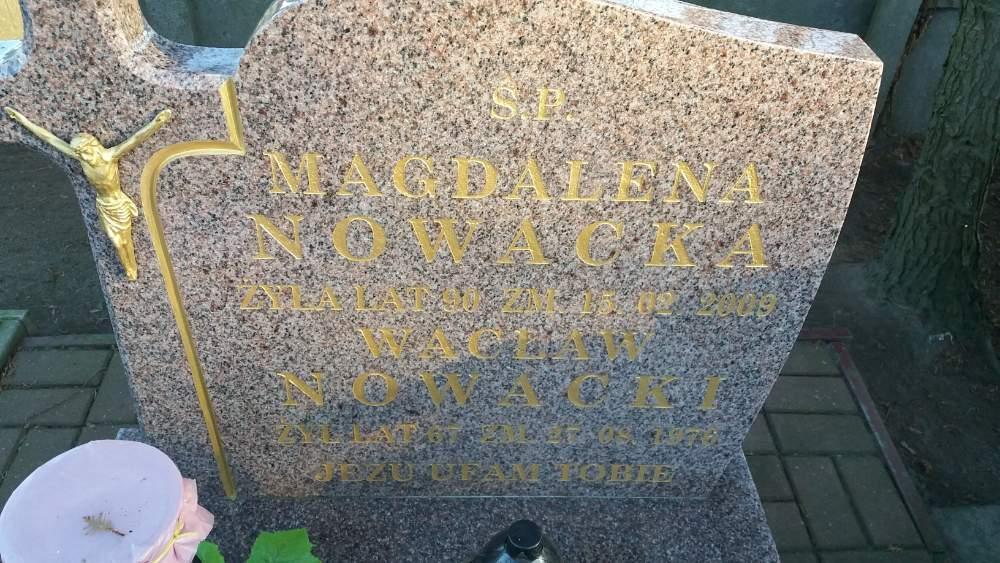 Ś.P.
MAGDALENA
NOWACKA
ŻYŁA LAT 90 ZM. 15. 02. 2009
WACŁAW
NOWACKI
ŻYŁ LAT 67 ZM. 27. 08. 1976
JEZU UFAM TOBIE